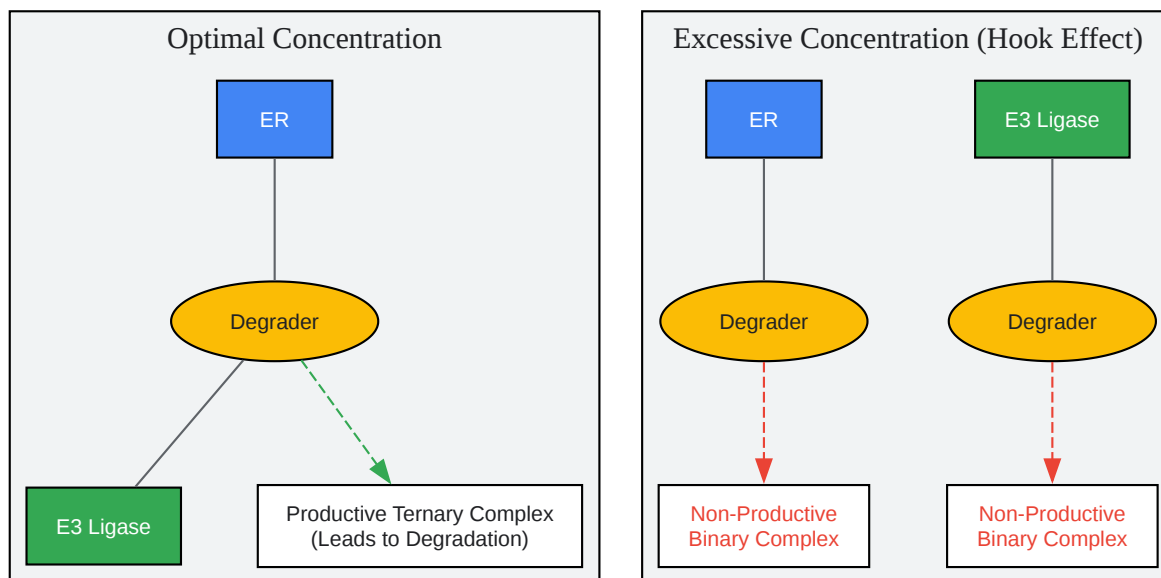 Optimal Concentration
ER
Degrader
E3 Ligase
Productive Ternary Complex
(Leads to Degradation)
Excessive Concentration (Hook Effect)
ER
E3 Ligase
Degrader
Degrader
Non-Productive
Binary Complex
Non-Productive
Binary Complex